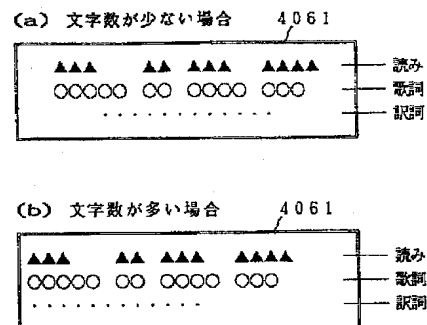 (a) 文字数が少ない場合 4061
▲▲▲ ▲▲ ▲▲▲ ▲▲▲▲ 読み
○○○○○ ○○ ○○○○ ○○○ 歌詞
・・・・・・・・・・・・ 訳詞
(b) 文字数が多い場合 4061
▲▲▲ ▲▲ ▲▲▲ ▲▲▲▲ 読み
○○○○○ ○○ ○○○○ ○○○ 歌詞
・・・・・・・・・・・・ 訳詞